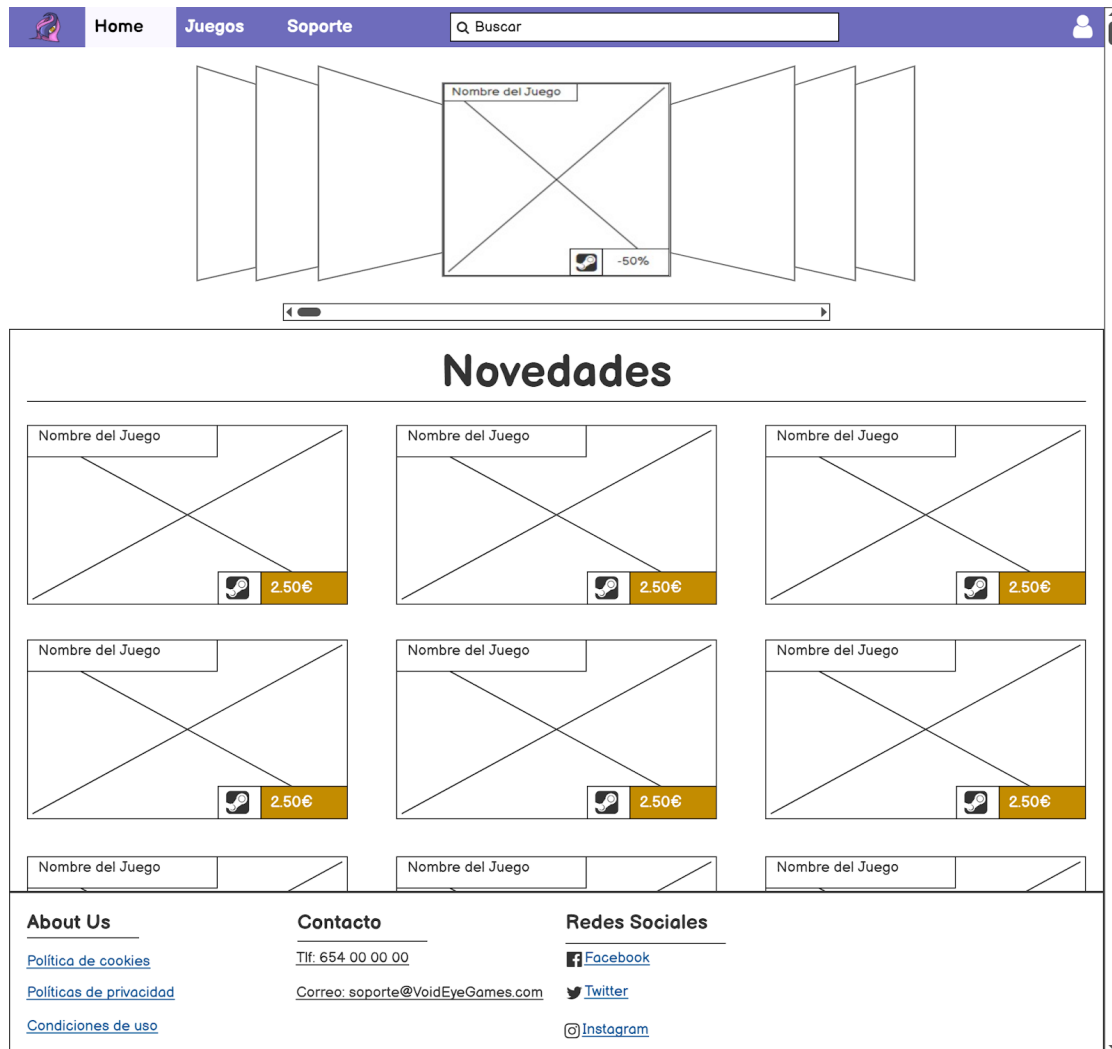 Home Juegos Soporte Buscar
Nombre del Juego
-50%
Novedades
Nombre del Juego Nombre del Juego Nombre del Juego
2.50€ 2.50€ 2.50€
Nombre del Juego Nombre del Juego Nombre del Juego
2.50€ 2.50€ 2.50€
Nombre del Juego Nombre del Juego Nombre del Juego
About Us Contacto Redes Sociales
Política de cookies Tlf: 654 00 00 00 Facebook
Políticas de privacidad Correo: soporte@VoidEyeGames.com Twitter
Condiciones de uso Instagram